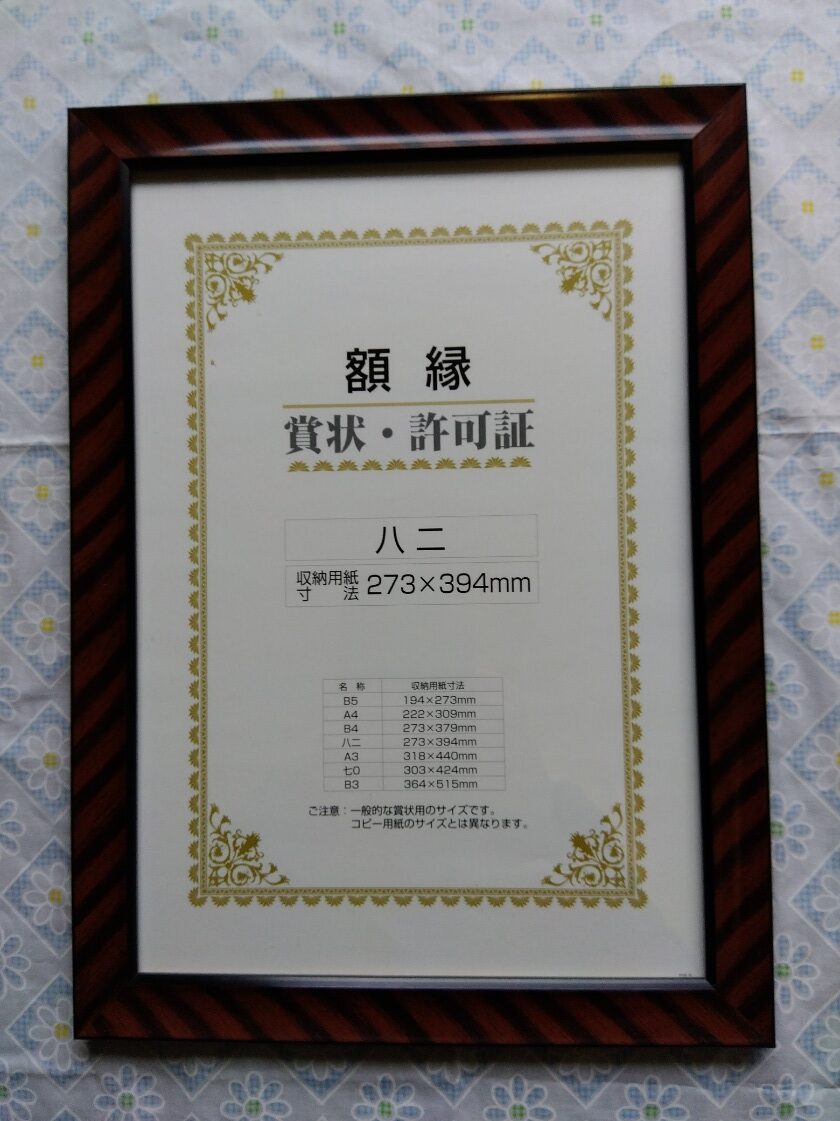 額縁
賞状・許可証
八二
収納用紙寸法 273×394mm
名称 収納用紙寸法
B5 194×273mm
A4 222×309mm
B4 273×379mm
八二 273×394mm
A3 318×440mm
七0 303×424mm
B3 364×515mm
ご注意：一般的な賞状用のサイズです。
コピー用紙のサイズとは異なります。